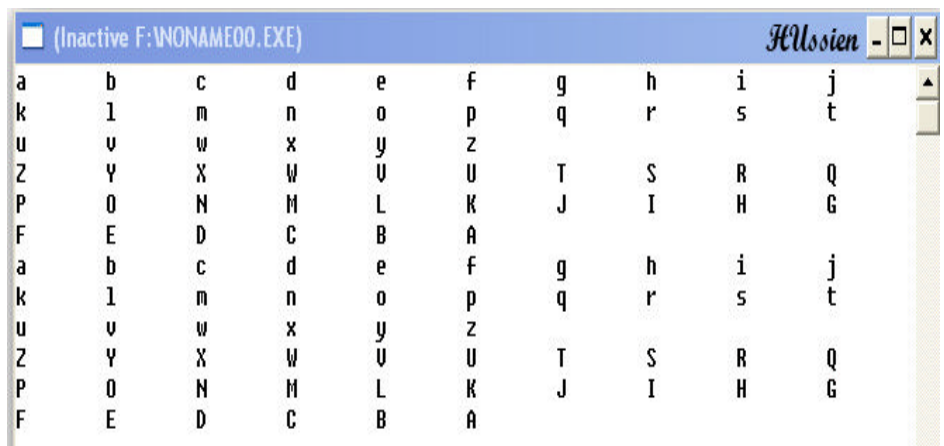 (Inactive F:\NONAME00.EXE) HUssien
a b c d e f g h i j
k l m n o p q r s t
u v w x y z
Z Y X W V U T S R Q
P O N M L K J I H G
F E D C B A
a b c d e f g h i j
k l m n o p q r s t
u v w x y z
Z Y X W V U T S R Q
P O N M L K J I H G
F E D C B A